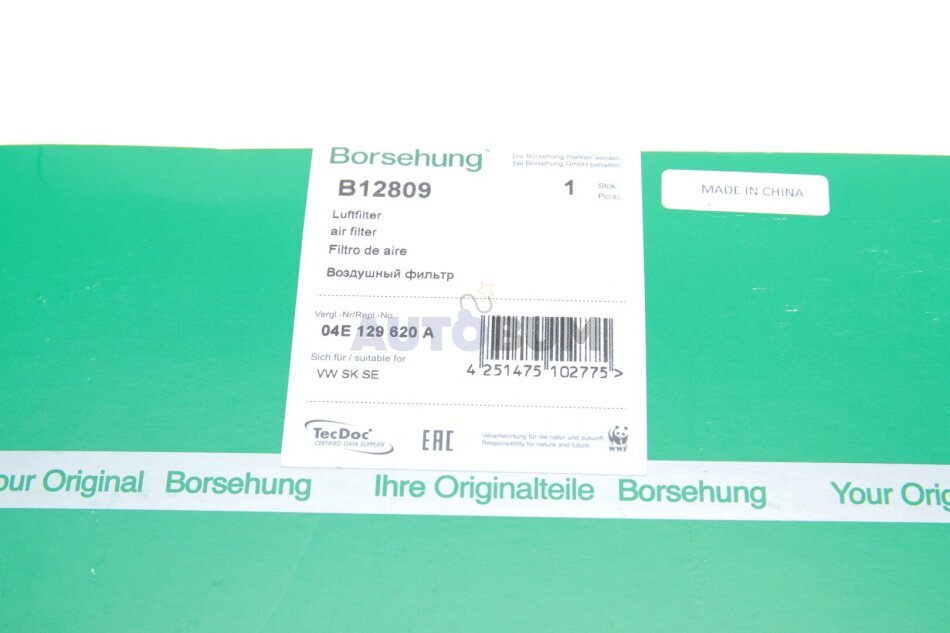 Borsehung
Die Borsehung marken werden
bei Borsehung GmbH behalten.
B12809
1
Stck.
Pc(s).
MADE IN CHINA
Luftfilter
air filter
Filtro de aire
Воздушный фильтр
Vergl.-Nr/Repl.-No.
04E 129 620 A
AUTOBUM
Sich für / suitable for
VW SK SE
4 251475 102775 >
TecDoc
CERTIFIED DATA SUPPLIER
EAC
Verantwortung für die natur und zukunft
Responsibility for nature and future.
WWF
our Original Borsehung Ihre Originalteile Borsehung Your Orig